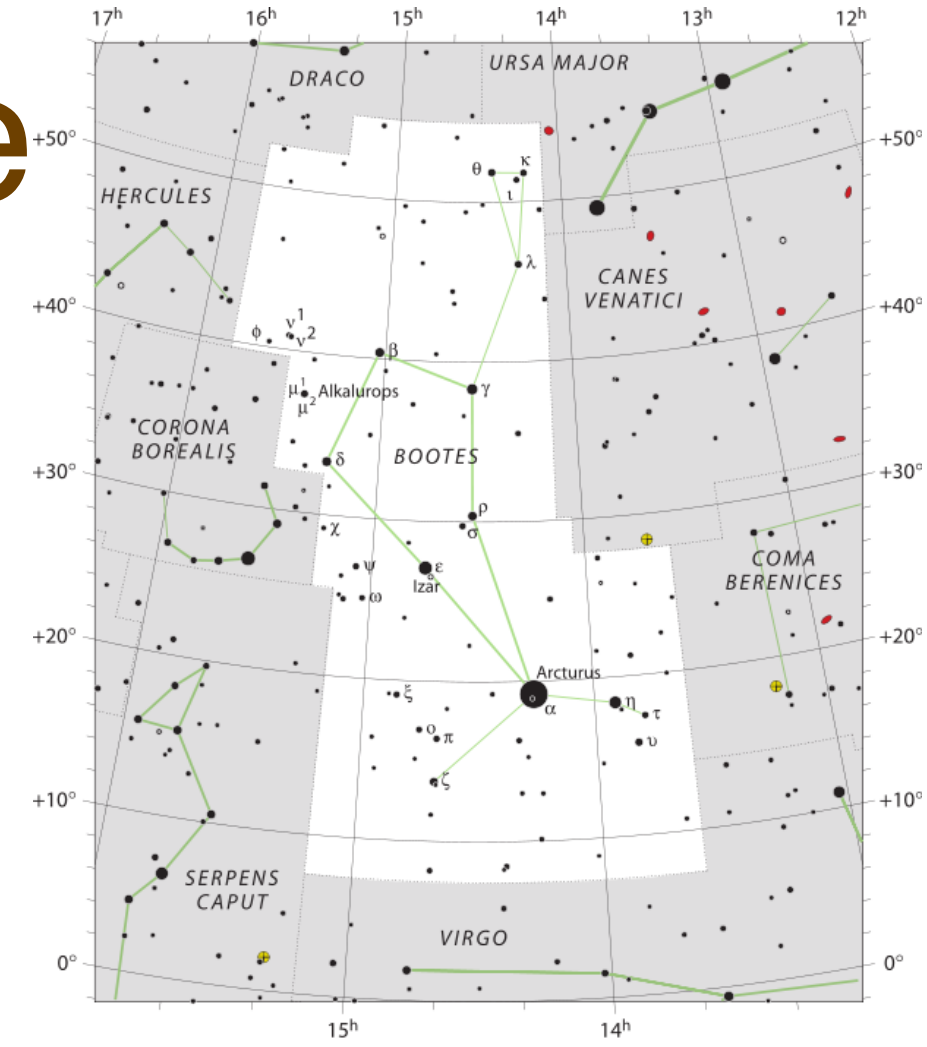 17h 16h 15h 14h 13h 12h
e
DRACO
URSA MAJOR
+50° +50°
θ κ
ι
HERCULES
λ
CANES
VENATICI
+40° +40°
ϕ ν1
ν2
β
γ
μ1 Alkalurops
μ2
CORONA
BOREALIS
BOOTES
δ
+30° +30°
ρ
σ
χ
ψ ε
Izar
ω
COMA
BERENICES
+20° +20°
Arcturus
α
ξ
η
τ
ο
π
υ
ζ
+10° +10°
SERPENS
CAPUT
VIRGO
0° 0°
15h 14h